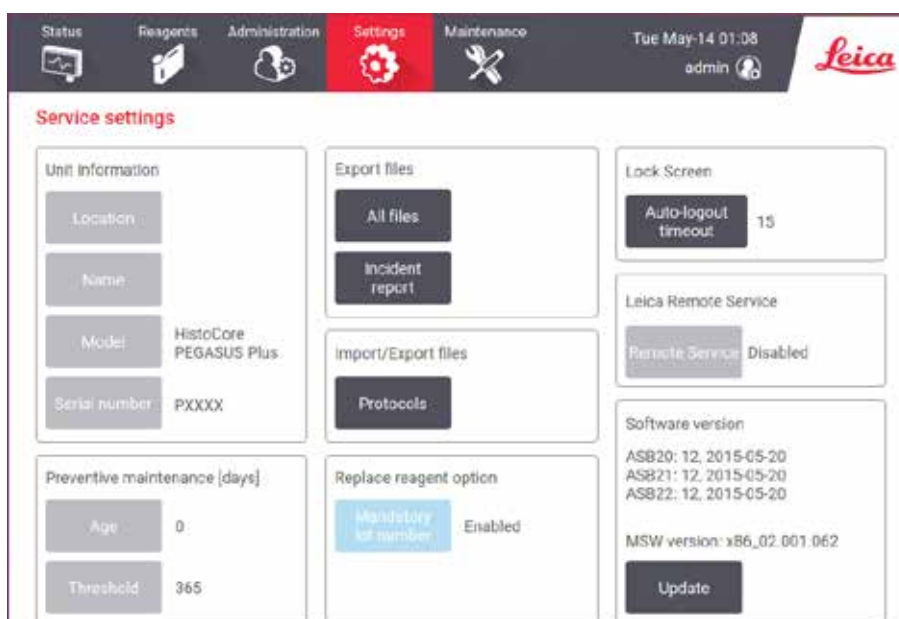 Status Reagents Administration Settings Maintenance
Tue May-14 01:08
admin
Leica
Service settings
Unit Information
Location
Name
Model
HistoCore
PEGASUS Plus
Serial number
PXXXX
Preventive maintenance [days]
Age
0
Threshold
365
Export files
All files
Incident
report
Import/Export files
Protocols
Replace reagent option
Mandatory
lot number
Enabled
Lock Screen
Auto-logout
timeout
15
Leica Remote Service
Remote Service
Disabled
Software version
ASB20: 12, 2015-05-20
ASB21: 12, 2015-05-20
ASB22: 12, 2015-05-20
MSW version: x86_02.001.062
Update